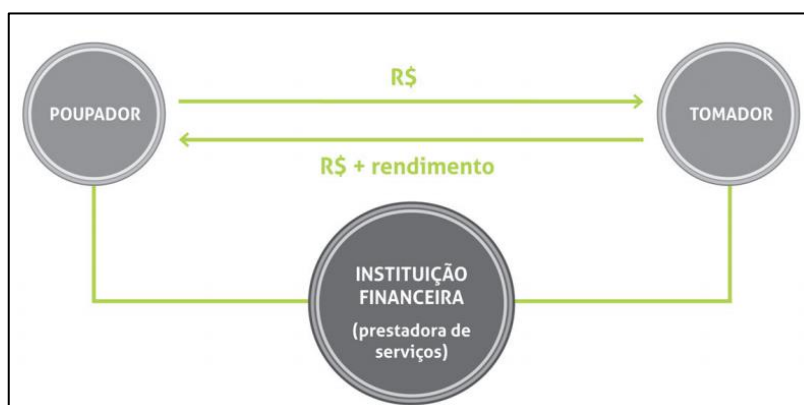 R$
POUPADOR
TOMADOR
R$ + rendimento
INSTITUIÇÃO
FINANCEIRA
(prestadora de
serviços)